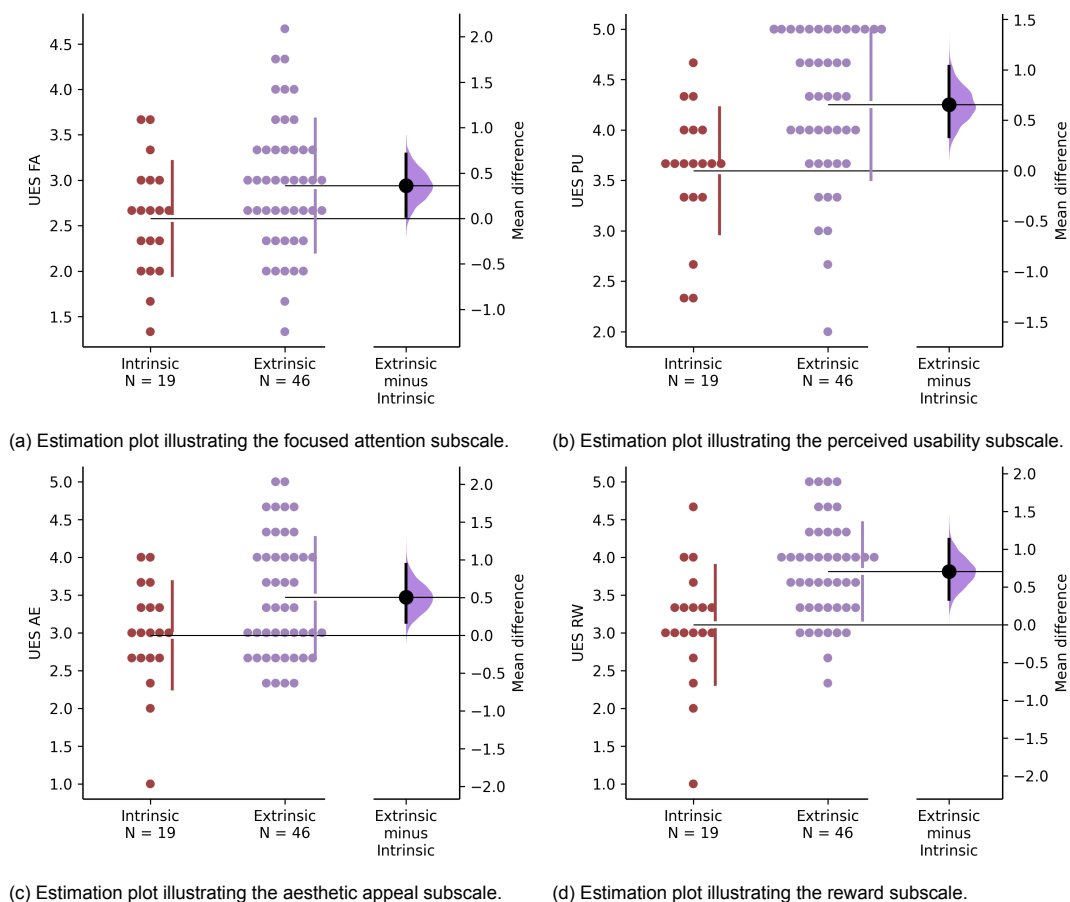 4.5
4.0
3.5
3.0
2.5
2.0
1.5
UES FA
2.0
1.5
1.0
0.5
0.0
−0.5
−1.0
Mean difference
Intrinsic
N = 19
Extrinsic
N = 46
Extrinsic
minus
Intrinsic
(a) Estimation plot illustrating the focused attention subscale.
5.0
4.5
4.0
3.5
3.0
2.5
2.0
UES PU
1.5
1.0
0.5
0.0
−0.5
−1.0
−1.5
Mean difference
Intrinsic
N = 19
Extrinsic
N = 46
Extrinsic
minus
Intrinsic
(b) Estimation plot illustrating the perceived usability subscale.
5.0
4.5
4.0
3.5
3.0
2.5
2.0
1.5
1.0
UES AE
2.0
1.5
1.0
0.5
0.0
−0.5
−1.0
−1.5
−2.0
Mean difference
Intrinsic
N = 19
Extrinsic
N = 46
Extrinsic
minus
Intrinsic
(c) Estimation plot illustrating the aesthetic appeal subscale.
5.0
4.5
4.0
3.5
3.0
2.5
2.0
1.5
1.0
UES RW
2.0
1.5
1.0
0.5
0.0
−0.5
−1.0
−1.5
−2.0
Mean difference
Intrinsic
N = 19
Extrinsic
N = 46
Extrinsic
minus
Intrinsic
(d) Estimation plot illustrating the reward subscale.